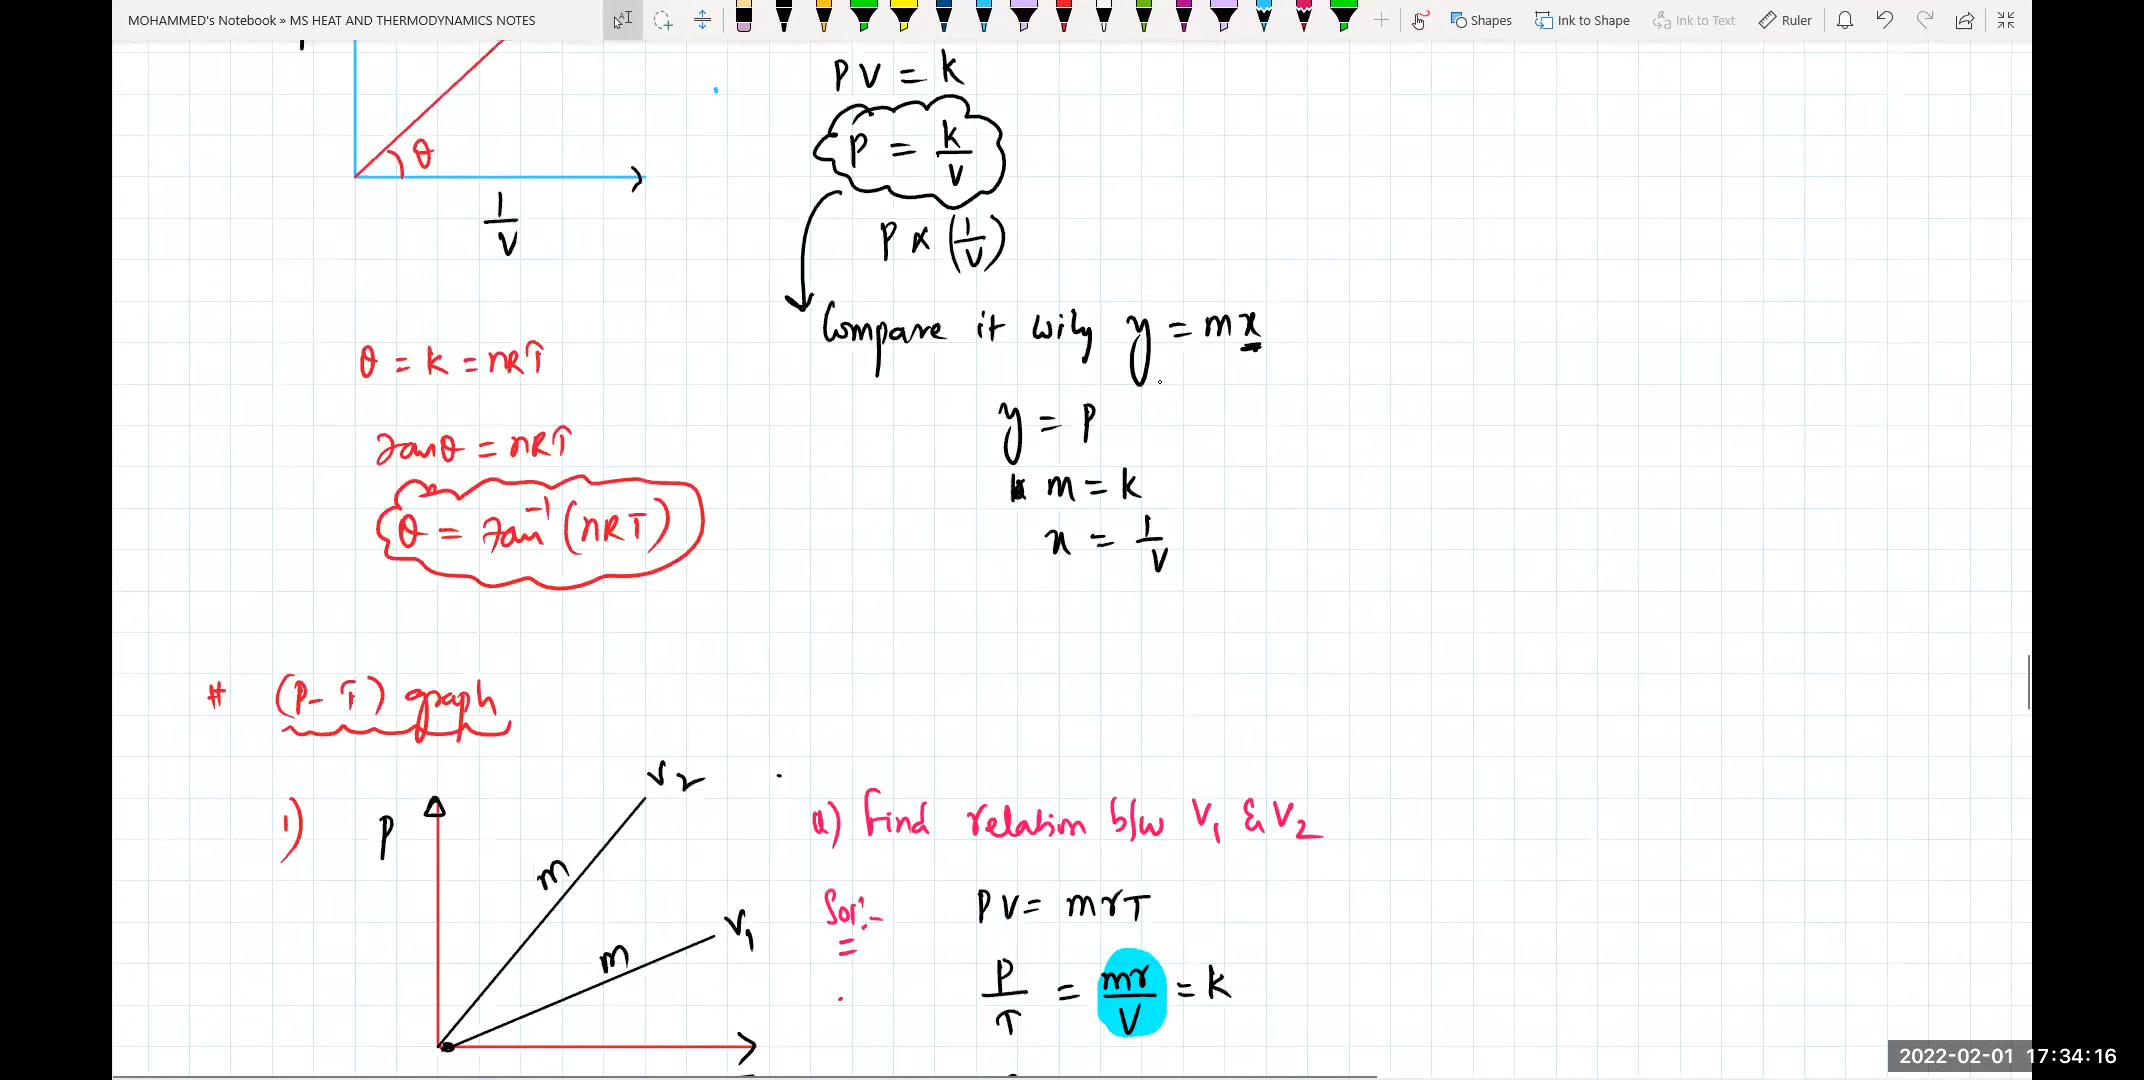 MOHAMMED's Notebook » MS HEAT AND THERMODYNAMICS NOTES
Shapes
Ink to Shape
Ink to Text
Ruler
PV = k
P = k/V
P ∝ (1/V)
θ
1/V
Compare it with y = mx
y = P
m = k
x = 1/V
θ = k = nRT
tanθ = nRT
θ = tan⁻¹ (nRT)
# (P-T) graph
1)
P
V2
m
V1
m
a) Find relation b/w V1 & V2
Sol:-
PV = mrT
P/T = mr/V = k
2022-02-01 17:34:16